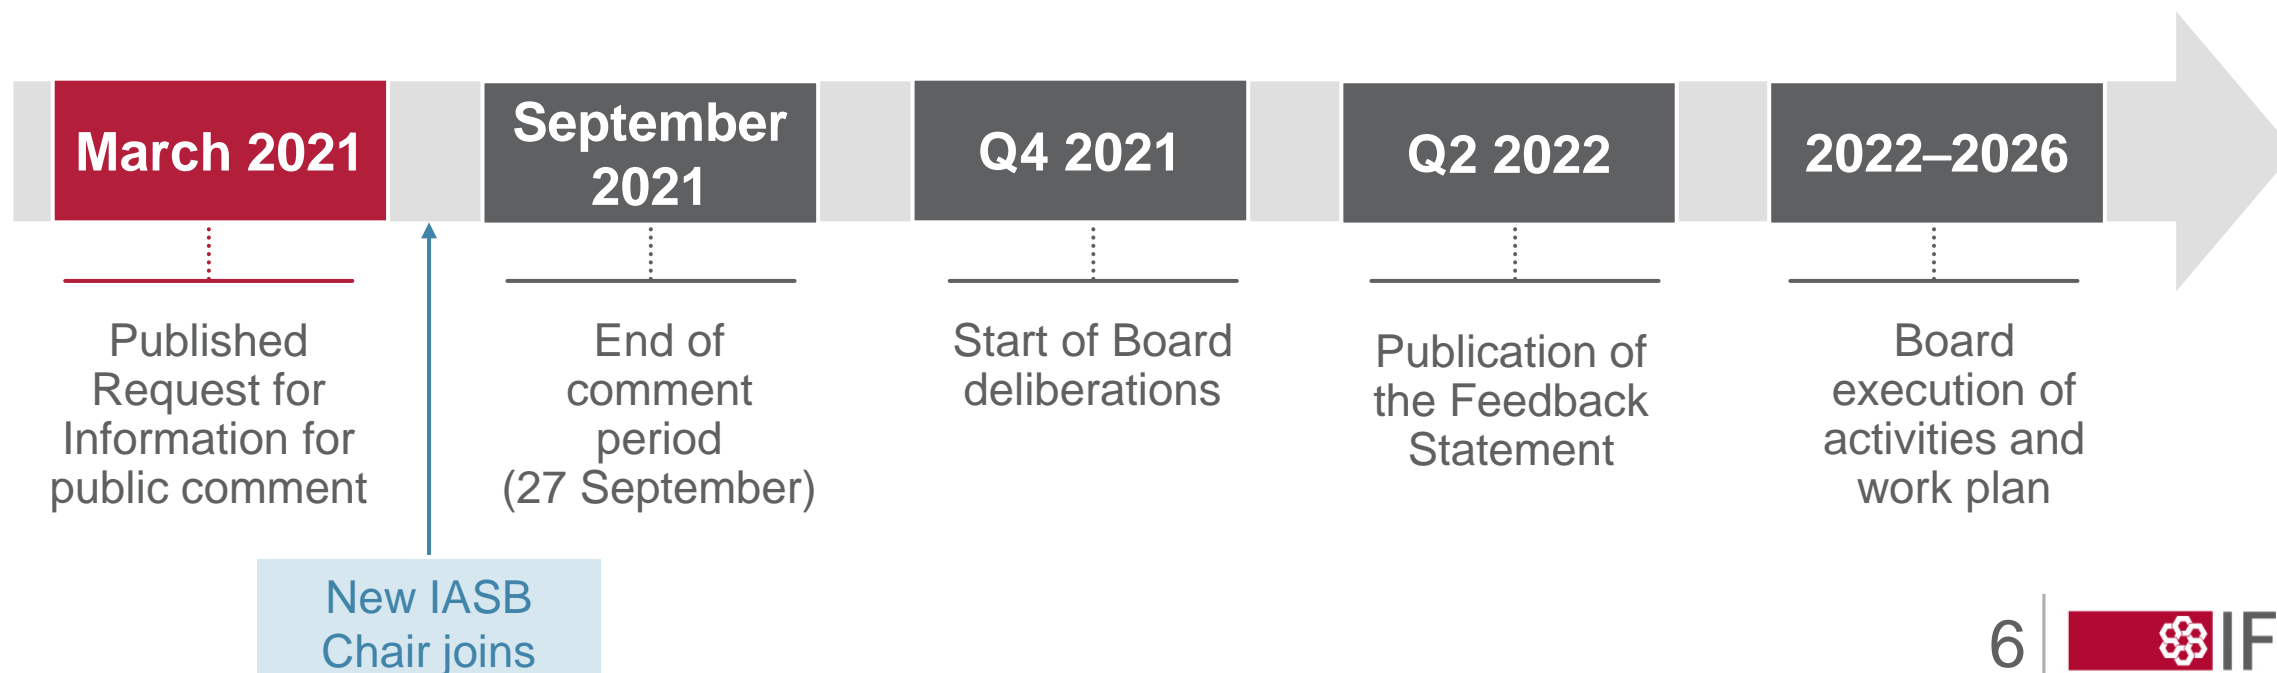 March 2021
September
2021
Q4 2021
Q2 2022
2022–2026
Published
Request for
Information for
public comment
End of
comment
period
(27 September)
Start of Board
deliberations
Publication of
the Feedback
Statement
Board
execution of
activities and
work plan
New IASB
Chair joins
6
IF